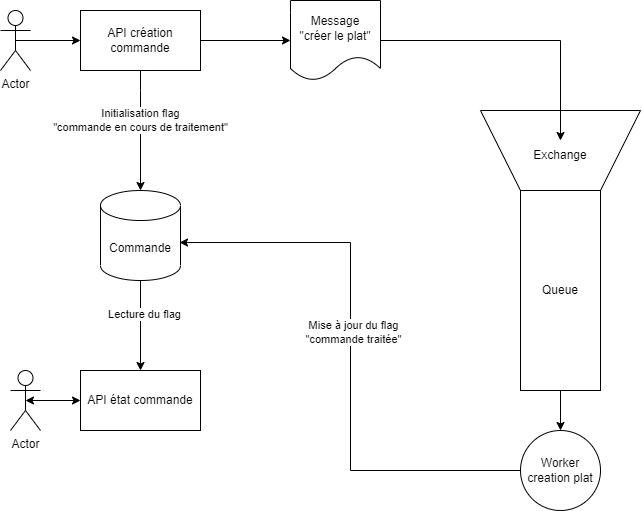 API création
commande
Message
"créer le plat"
Actor
Initialisation flag
"commande en cours de traitement"
Exchange
Commande
Queue
Lecture du flag
Mise à jour du flag
"commande traitée"
API état commande
Actor
Worker
creation plat